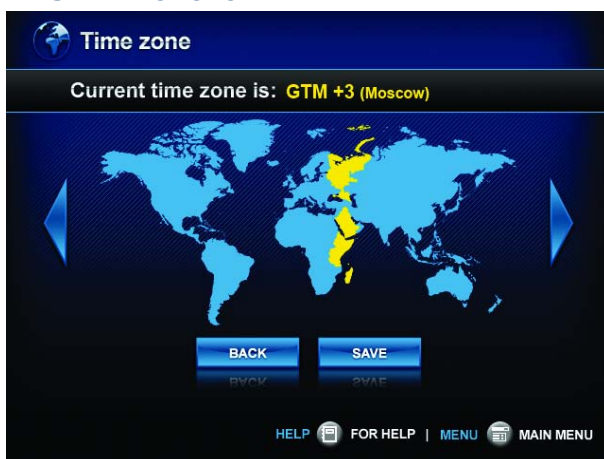 Time zone
Current time zone is: GTM +3 (Moscow)
BACK SAVE
HELP FOR HELP | MENU MAIN MENU